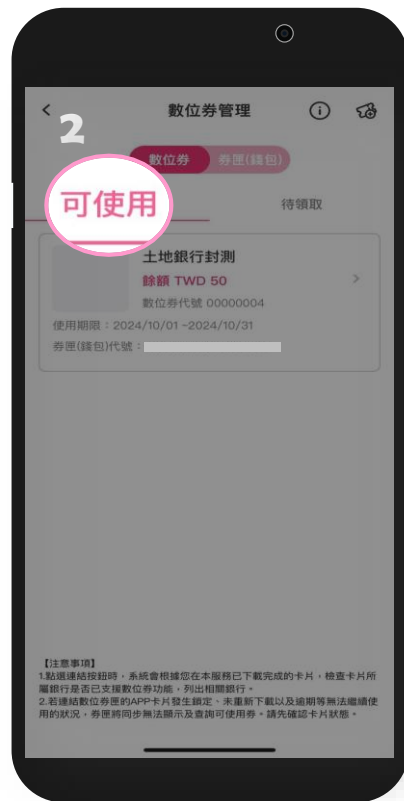 2
數位券管理
數位券 券匣(錢包)
可使用 待領取
土地銀行封測
餘額 TWD 50
數位券代號 00000004
使用期限：2024/10/01 ~2024/10/31
券匣(錢包)代號：
【注意事項】
1.點選連結按鈕時，系統會根據您在本服務已下載完成的卡片，檢查卡片所
屬銀行是否已支援數位券功能，列出相關銀行。
2.若連結數位券匣的APP卡片發生鎖定、未重新下載以及逾期等無法繼續使
用的狀況，券匣將同步無法顯示及查詢可使用券。請先確認卡片狀態。